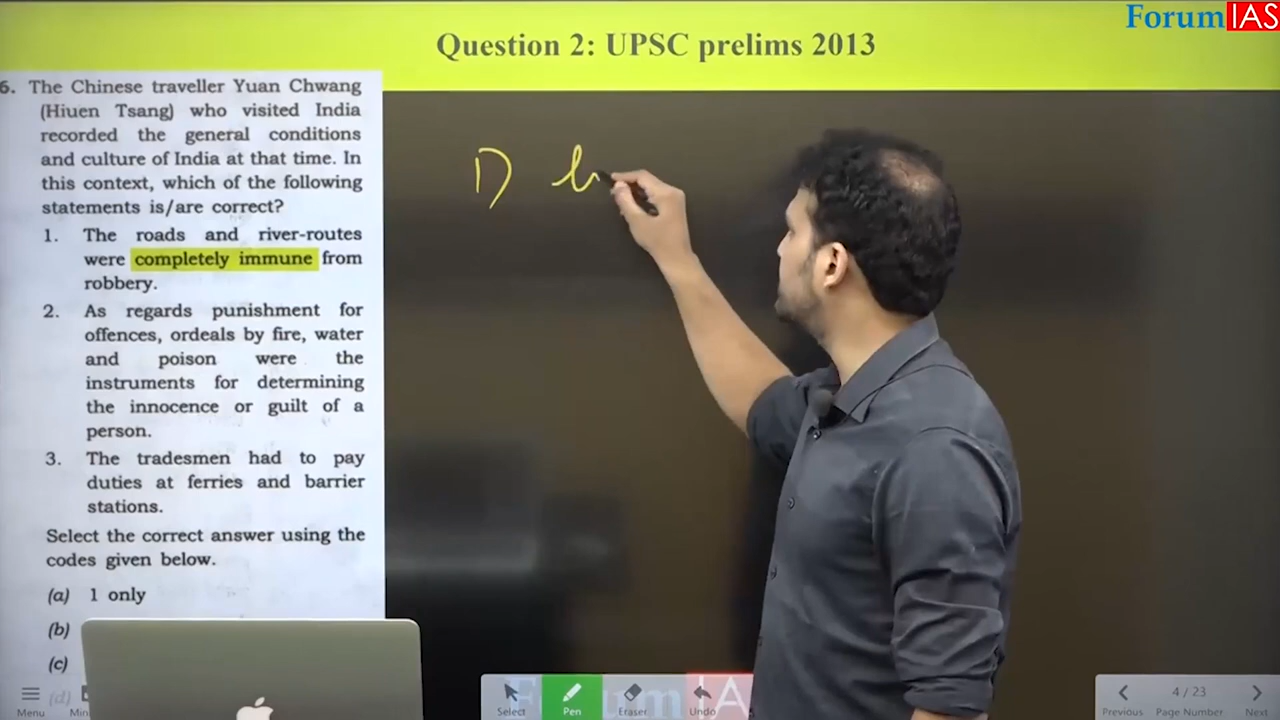 ForumIAS
Question 2: UPSC prelims 2013
6. The Chinese traveller Yuan Chwang
(Hiuen Tsang) who visited India
recorded the general conditions
and culture of India at that time. In
this context, which of the following
statements is/are correct?
1. The roads and river-routes
were completely immune from
robbery.
2. As regards punishment for
offences, ordeals by fire, water
and poison were the
instruments for determining
the innocence or guilt of a
person.
3. The tradesmen had to pay
duties at ferries and barrier
stations.
Select the correct answer using the
codes given below.
(a) 1 only
(b)
(c)
(d)
Menu
Select Pen Eraser Undo
Previous 4 / 23 Page Number Next